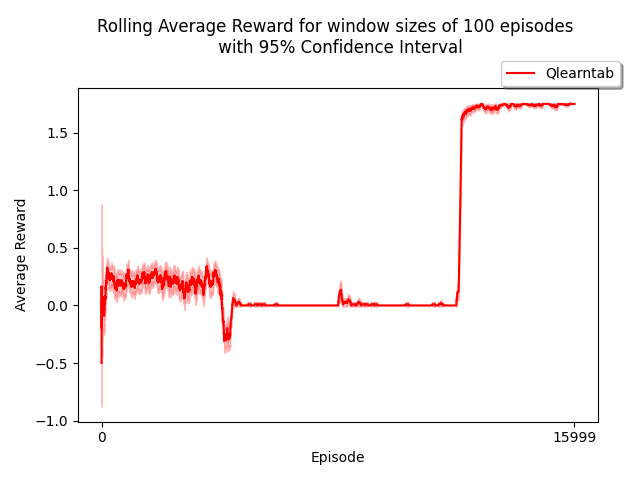 Rolling Average Reward for window sizes of 100 episodes
with 95% Confidence Interval
Qlearntab
1.5
1.0
0.5
0.0
−0.5
−1.0
Average Reward
0
15999
Episode